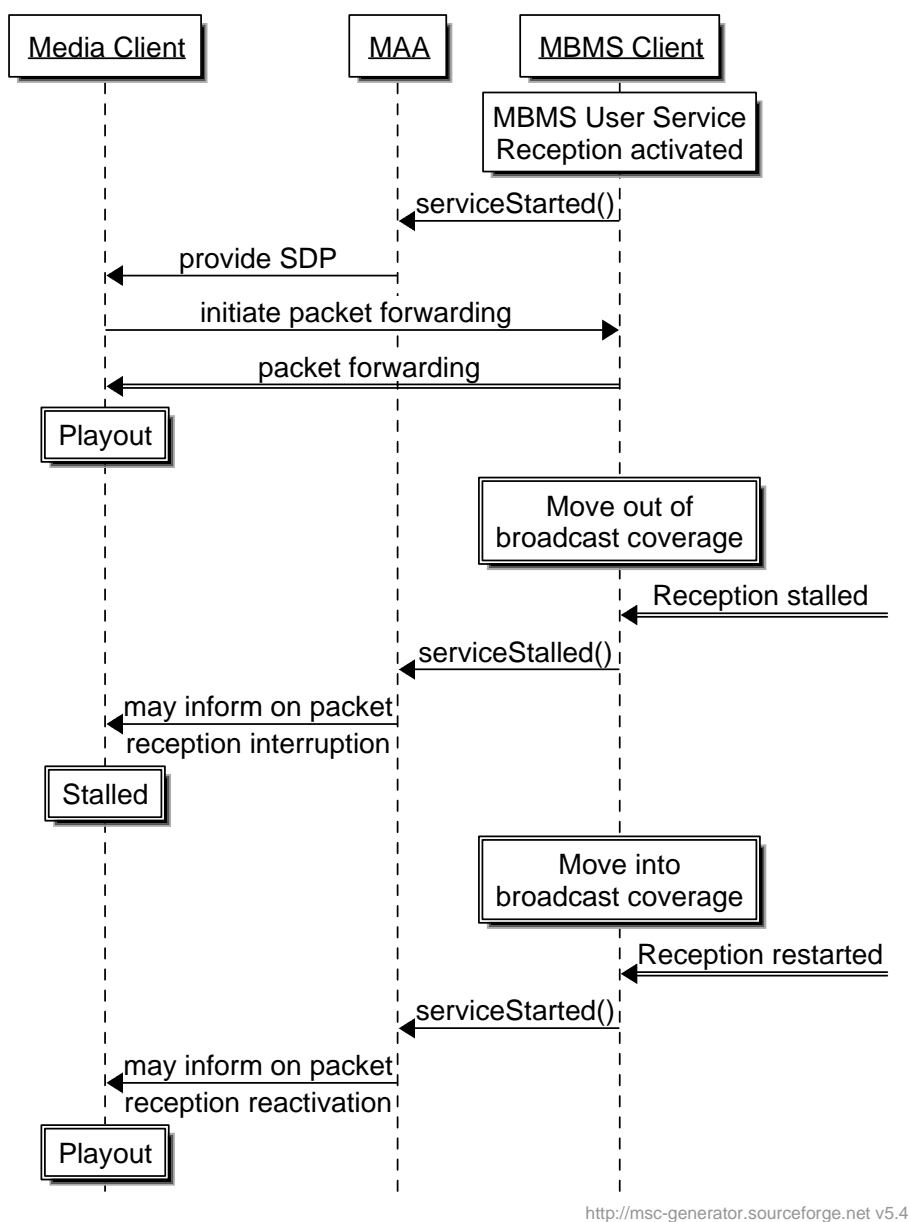 Media Client
MAA
MBMS Client
MBMS User Service
Reception activated
serviceStarted()
provide SDP
initiate packet forwarding
packet forwarding
Playout
Move out of
broadcast coverage
Reception stalled
serviceStalled()
may inform on packet
reception interruption
Stalled
Move into
broadcast coverage
Reception restarted
serviceStarted()
may inform on packet
reception reactivation
Playout
http://msc-generator.sourceforge.net v5.4